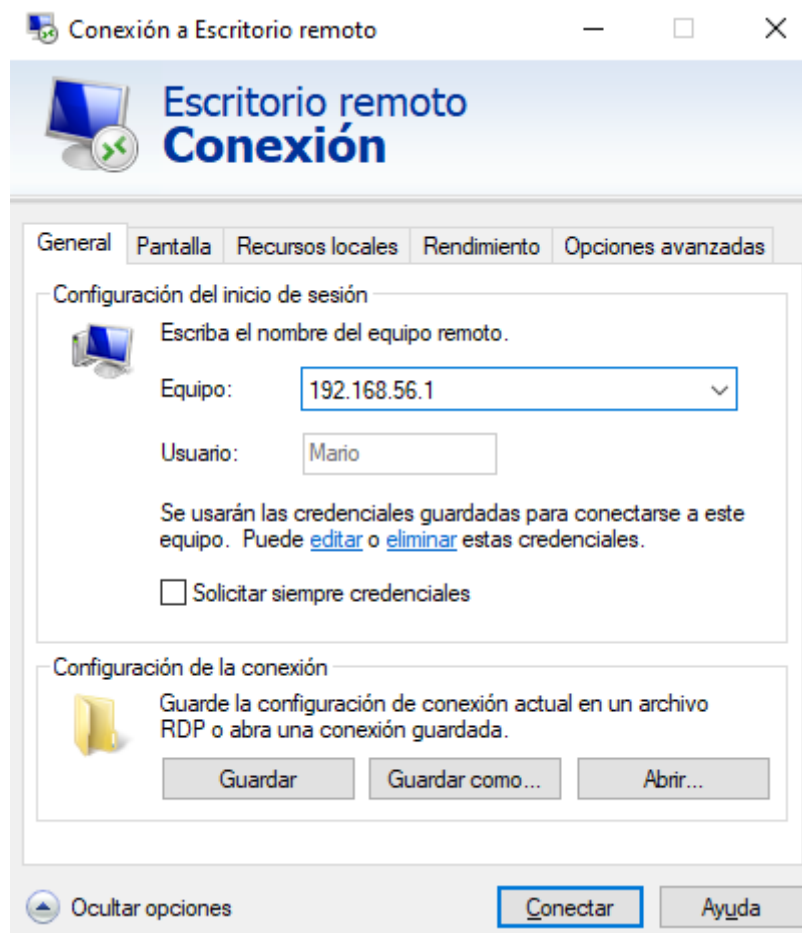 Conexión a Escritorio remoto
Escritorio remoto
Conexión
General Pantalla Recursos locales Rendimiento Opciones avanzadas
Configuración del inicio de sesión
Escriba el nombre del equipo remoto.
Equipo: 192.168.56.1
Usuario: Mario
Se usarán las credenciales guardadas para conectarse a este
equipo. Puede editar o eliminar estas credenciales.
Solicitar siempre credenciales
Configuración de la conexión
Guarde la configuración de conexión actual en un archivo
RDP o abra una conexión guardada.
Guardar Guardar como... Abrir...
Ocultar opciones Conectar Ayuda